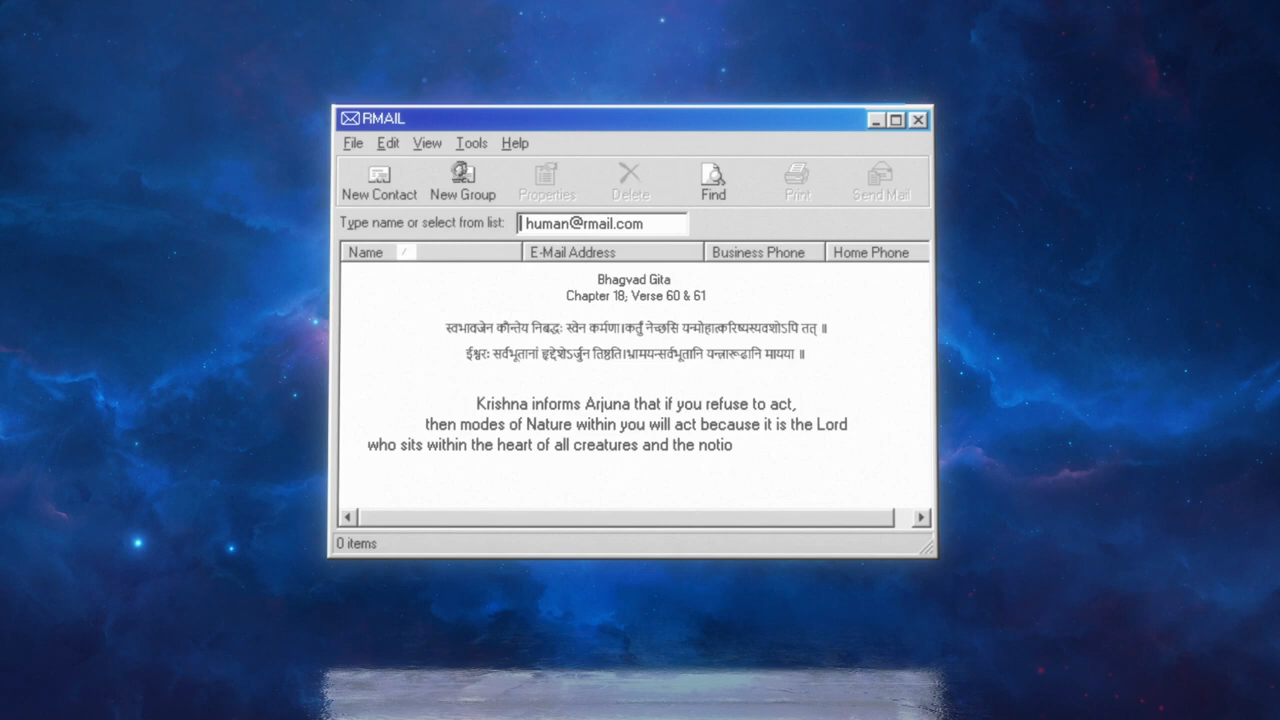 RMAIL
File Edit View Tools Help
New Contact New Group Properties Delete Find Print Send Mail
Type name or select from list: human@rmail.com
Name E-Mail Address Business Phone Home Phone
Bhagvad Gita
Chapter 18; Verse 60 & 61
स्वभावजेन कौन्तेय निबद्धः स्वेन कर्मणा।कर्तुं नेच्छसि यन्मोहात्करिष्यस्यवशोऽपि तत् ॥
ईश्वरः सर्वभूतानां हृद्देशेऽर्जुन तिष्ठति।भ्रामयन्सर्वभूतानि यन्त्रारूढानि मायया ॥
Krishna informs Arjuna that if you refuse to act,
then modes of Nature within you will act because it is the Lord
who sits within the heart of all creatures and the notio
0 items